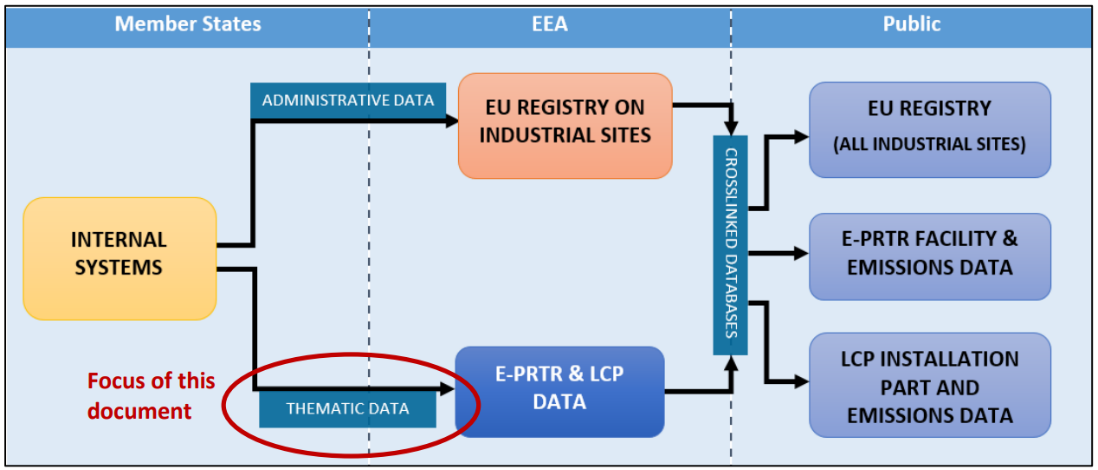 Member States
EEA
Public
ADMINISTRATIVE DATA
EU REGISTRY ON
INDUSTRIAL SITES
EU REGISTRY
(ALL INDUSTRIAL SITES)
CROSSLINKED DATABASES
INTERNAL
SYSTEMS
E-PRTR FACILITY &
EMISSIONS DATA
Focus of this
document
THEMATIC DATA
E-PRTR & LCP
DATA
LCP INSTALLATION
PART AND
EMISSIONS DATA